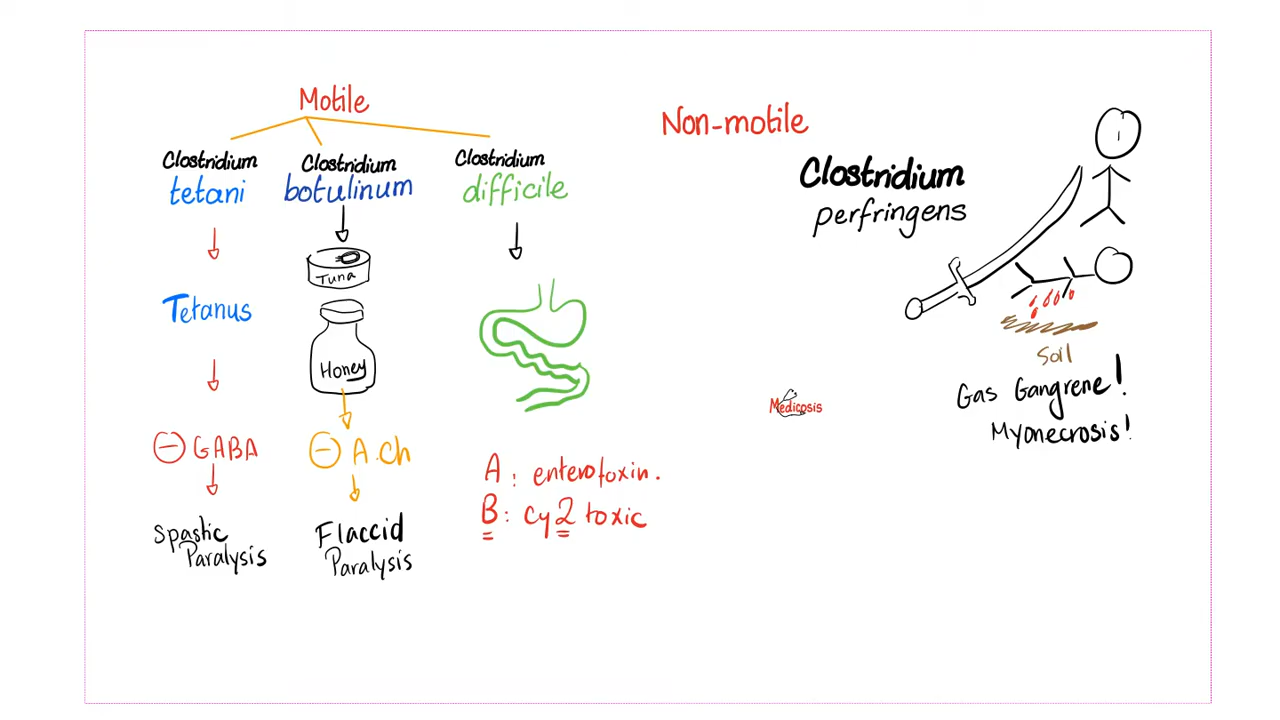 Motile
Clostridium
tetani
Tetanus
− GABA
Spastic
Paralysis
Clostridium
botulinum
Tuna
Honey
− A.ch
Flaccid
Paralysis
Clostridium
difficile
A: enterotoxin.
B: cy2 toxic
Non-motile
Clostridium
perfringens
Soil
Gas Gangrene!
Myonecrosis!
Medicosis